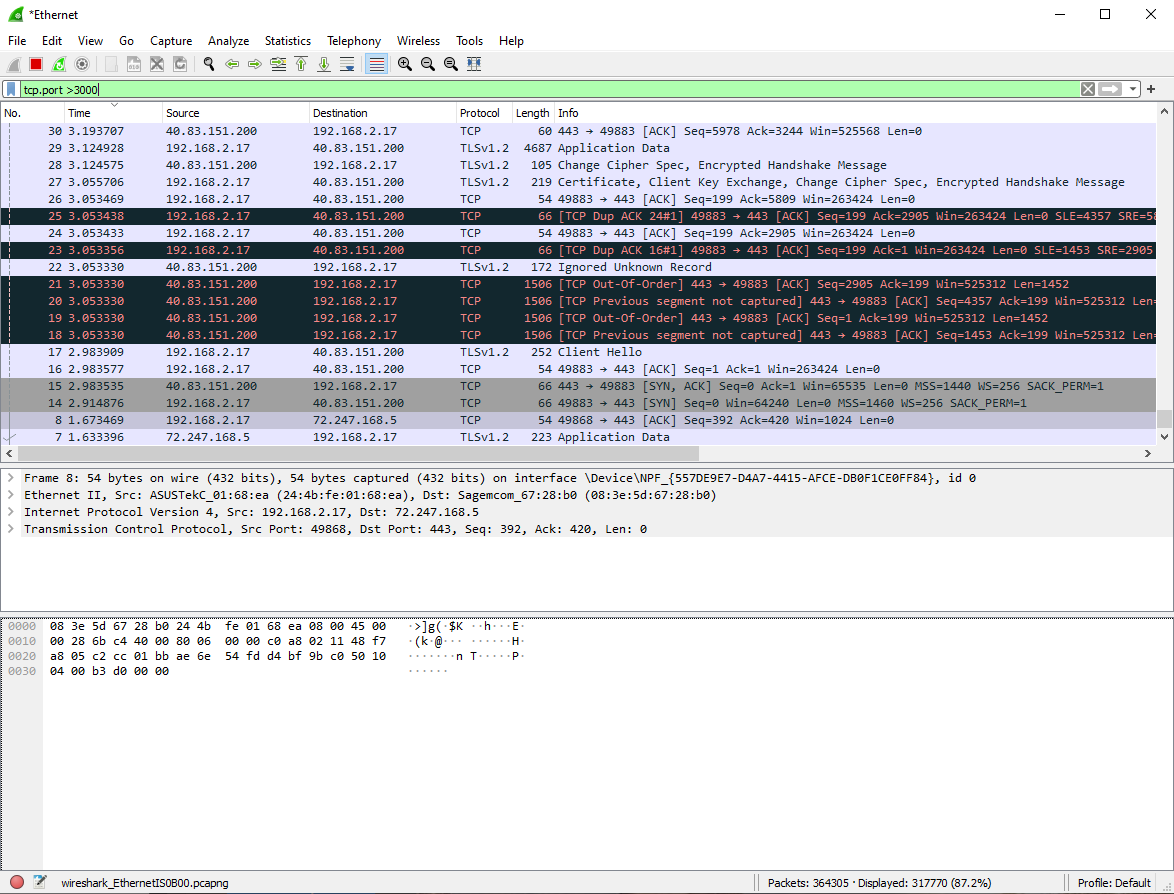 *Ethernet
File Edit View Go Capture Analyze Statistics Telephony Wireless Tools Help
tcp.port >3000
No. Time Source Destination Protocol Length Info
30 3.193707 40.83.151.200 192.168.2.17 TCP 60 443 → 49883 [ACK] Seq=5978 Ack=3244 Win=525568 Len=0
29 3.124928 192.168.2.17 40.83.151.200 TLSv1.2 4687 Application Data
28 3.124575 40.83.151.200 192.168.2.17 TLSv1.2 105 Change Cipher Spec, Encrypted Handshake Message
27 3.055706 192.168.2.17 40.83.151.200 TLSv1.2 219 Certificate, Client Key Exchange, Change Cipher Spec, Encrypted Handshake Message
26 3.053469 192.168.2.17 40.83.151.200 TCP 54 49883 → 443 [ACK] Seq=199 Ack=5809 Win=263424 Len=0
25 3.053438 192.168.2.17 40.83.151.200 TCP 66 [TCP Dup ACK 24#1] 49883 → 443 [ACK] Seq=199 Ack=2905 Win=263424 Len=0 SLE=4357 SRE=58
24 3.053433 192.168.2.17 40.83.151.200 TCP 54 49883 → 443 [ACK] Seq=199 Ack=2905 Win=263424 Len=0
23 3.053356 192.168.2.17 40.83.151.200 TCP 66 [TCP Dup ACK 16#1] 49883 → 443 [ACK] Seq=199 Ack=1 Win=263424 Len=0 SLE=1453 SRE=2905
22 3.053330 40.83.151.200 192.168.2.17 TLSv1.2 172 Ignored Unknown Record
21 3.053330 40.83.151.200 192.168.2.17 TCP 1506 [TCP Out-Of-Order] 443 → 49883 [ACK] Seq=2905 Ack=199 Win=525312 Len=1452
20 3.053330 40.83.151.200 192.168.2.17 TCP 1506 [TCP Previous segment not captured] 443 → 49883 [ACK] Seq=4357 Ack=199 Win=525312 Len=
19 3.053330 40.83.151.200 192.168.2.17 TCP 1506 [TCP Out-Of-Order] 443 → 49883 [ACK] Seq=1 Ack=199 Win=525312 Len=1452
18 3.053330 40.83.151.200 192.168.2.17 TCP 1506 [TCP Previous segment not captured] 443 → 49883 [ACK] Seq=1453 Ack=199 Win=525312 Len=
17 2.983909 192.168.2.17 40.83.151.200 TLSv1.2 252 Client Hello
16 2.983577 192.168.2.17 40.83.151.200 TCP 54 49883 → 443 [ACK] Seq=1 Ack=1 Win=263424 Len=0
15 2.983535 40.83.151.200 192.168.2.17 TCP 66 443 → 49883 [SYN, ACK] Seq=0 Ack=1 Win=65535 Len=0 MSS=1440 WS=256 SACK_PERM=1
14 2.914876 192.168.2.17 40.83.151.200 TCP 66 49883 → 443 [SYN] Seq=0 Win=64240 Len=0 MSS=1460 WS=256 SACK_PERM=1
8 1.673469 192.168.2.17 72.247.168.5 TCP 54 49868 → 443 [ACK] Seq=392 Ack=420 Win=1024 Len=0
7 1.633396 72.247.168.5 192.168.2.17 TLSv1.2 223 Application Data
Frame 8: 54 bytes on wire (432 bits), 54 bytes captured (432 bits) on interface \Device\NPF_{557DE9E7-D4A7-4415-AFCE-DB0F1CE0FF84}, id 0
Ethernet II, Src: ASUSTekC_01:68:ea (24:4b:fe:01:68:ea), Dst: Sagemcom_67:28:b0 (08:3e:5d:67:28:b0)
Internet Protocol Version 4, Src: 192.168.2.17, Dst: 72.247.168.5
Transmission Control Protocol, Src Port: 49868, Dst Port: 443, Seq: 392, Ack: 420, Len: 0
0000 08 3e 5d 67 28 b0 24 4b fe 01 68 ea 08 00 45 00 ·>]g(·$K ··h···E·
0010 00 28 6b c4 40 00 80 06 00 00 c0 a8 02 11 48 f7 ·(k·@··· ······H·
0020 a8 05 c2 cc 01 bb ae 6e 54 fd d4 bf 9b c0 50 10 ·······n T·····P·
0030 04 00 b3 d0 00 00 ······
wireshark_EthernetIS0B00.pcapng Packets: 364305 · Displayed: 317770 (87.2%) Profile: Default